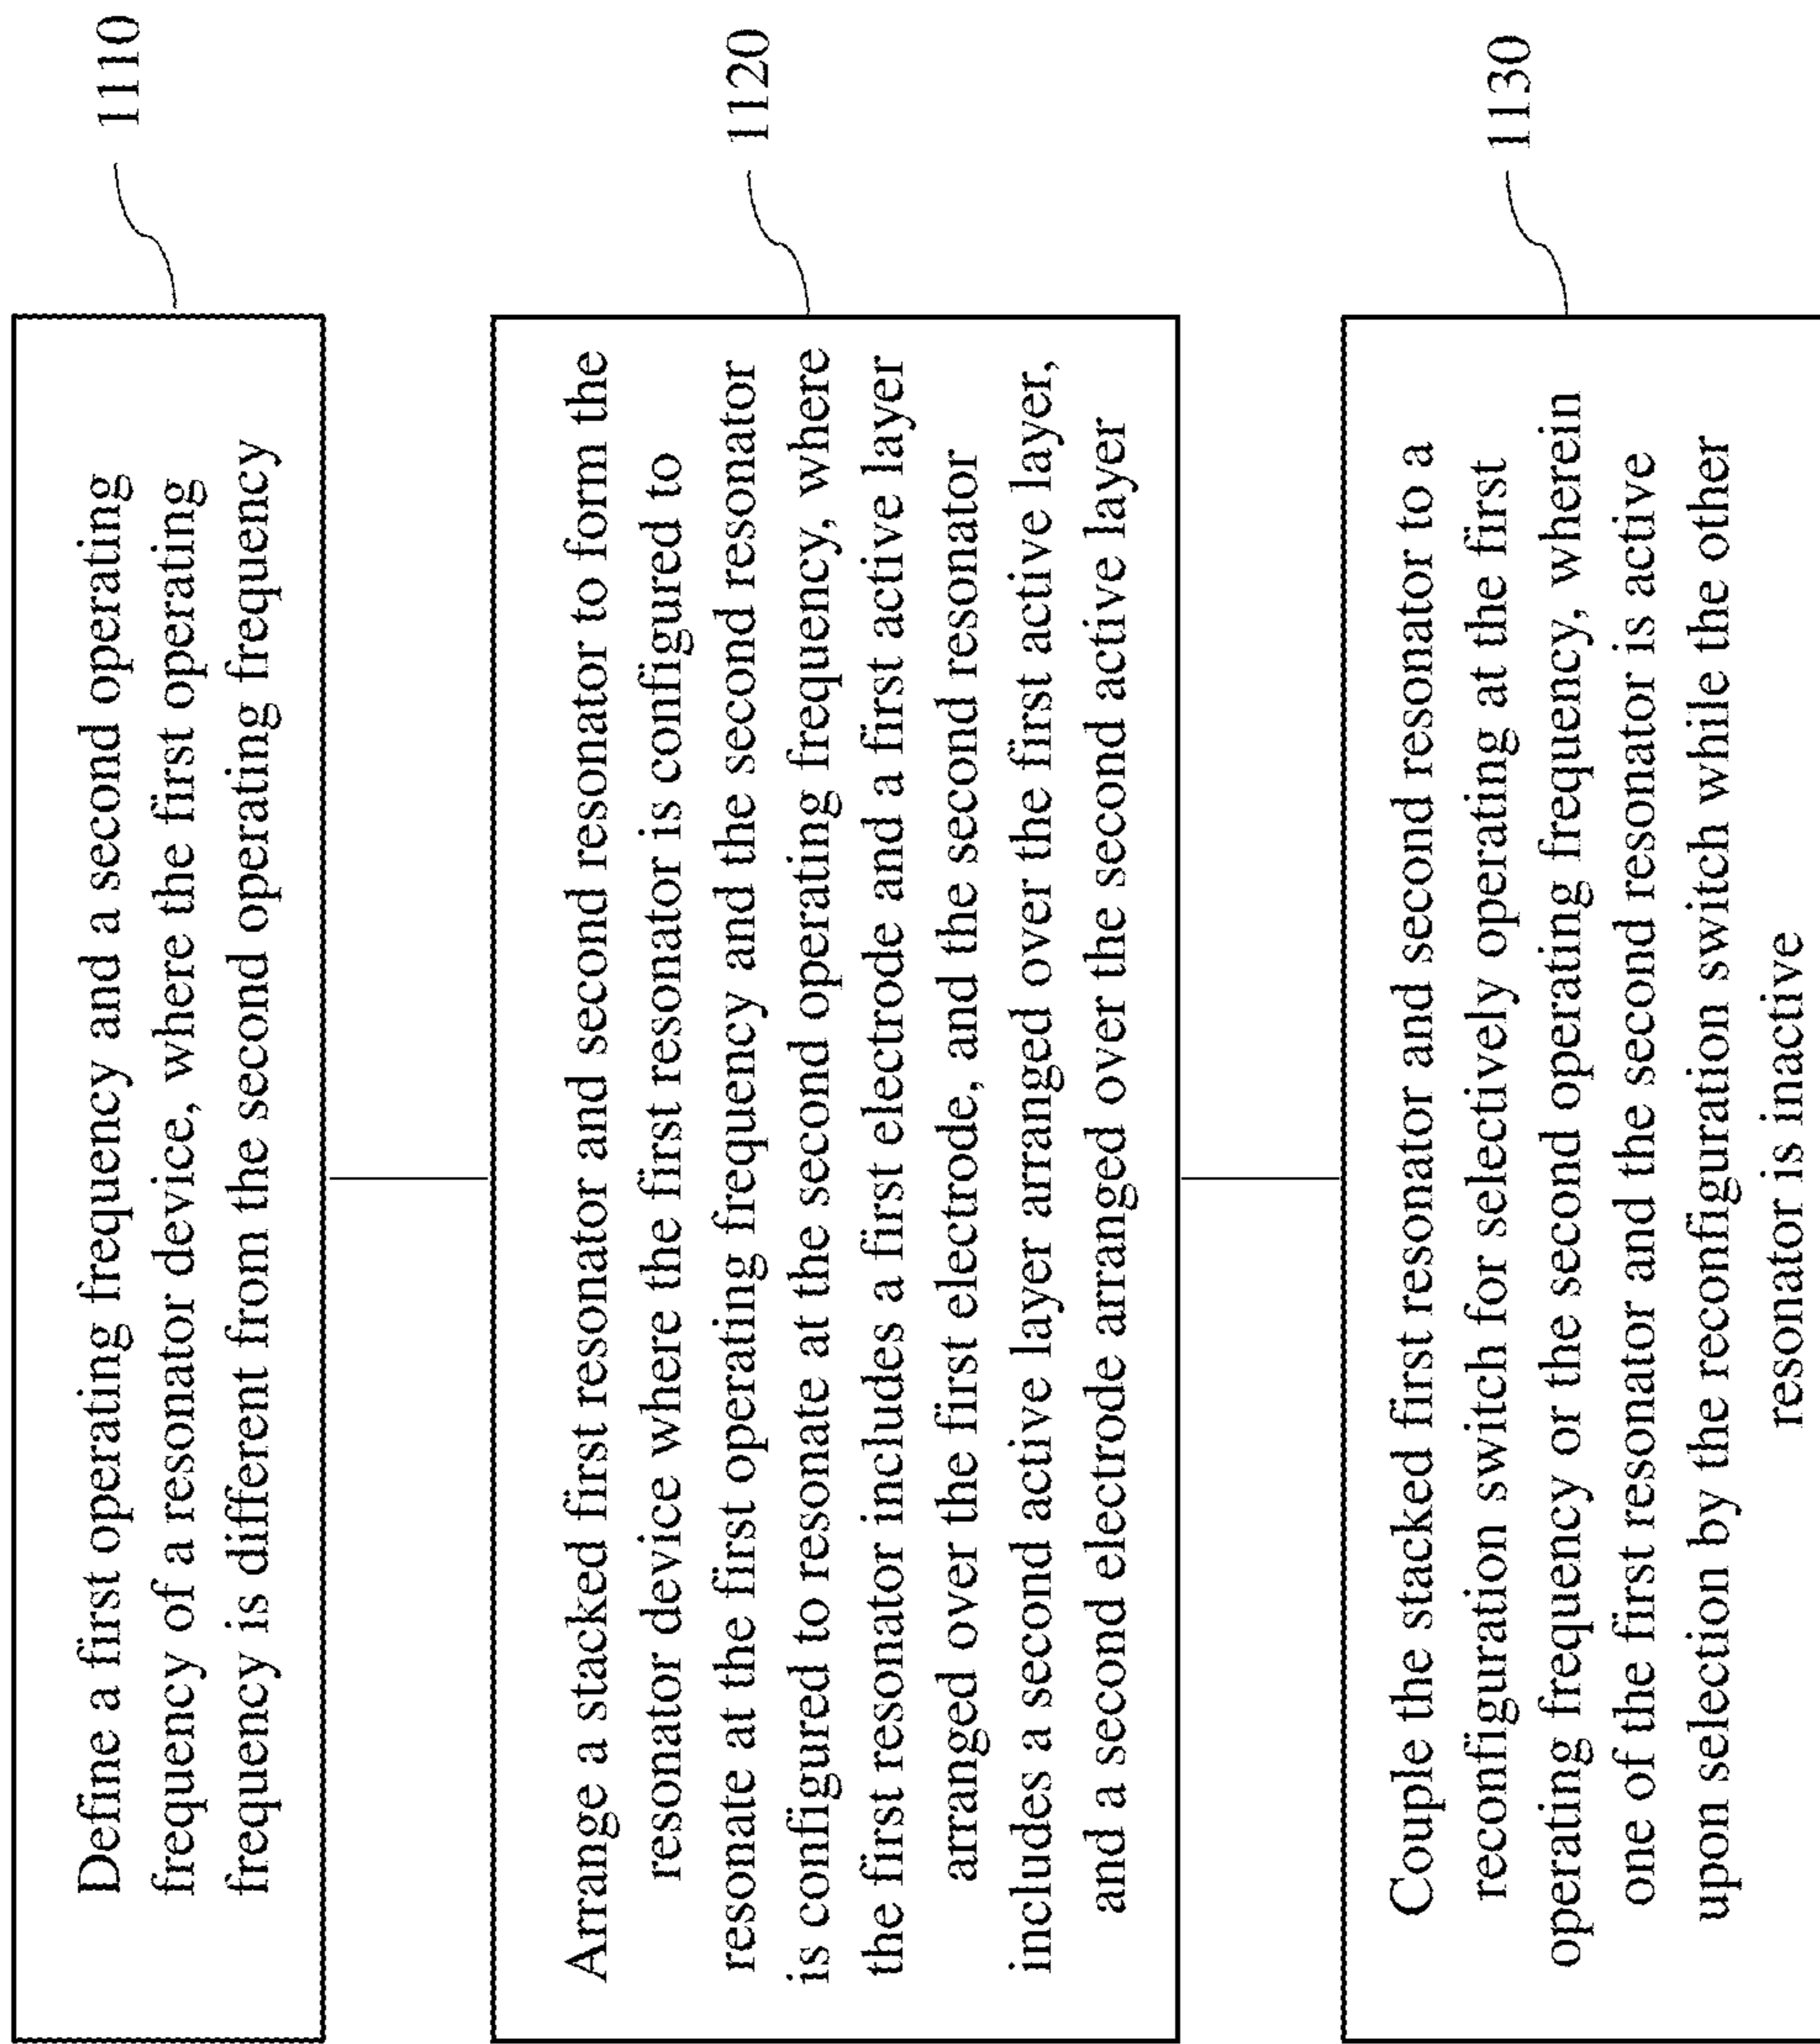 Define a first operating frequency and a second operating
frequency of a resonator device, where the first operating
frequency is different from the second operating frequency
1110
Arrange a stacked first resonator and second resonator to form the
resonator device where the first resonator is configured to
resonate at the first operating frequency and the second resonator
is configured to resonate at the second operating frequency, where
the first resonator includes a first electrode and a first active layer
arranged over the first electrode, and the second resonator
includes a second active layer arranged over the first active layer,
and a second electrode arranged over the second active layer
1120
Couple the stacked first resonator and second resonator to a
reconfiguration switch for selectively operating at the first
operating frequency or the second operating frequency, wherein
one of the first resonator and the second resonator is active
upon selection by the reconfiguration switch while the other
resonator is inactive
1130